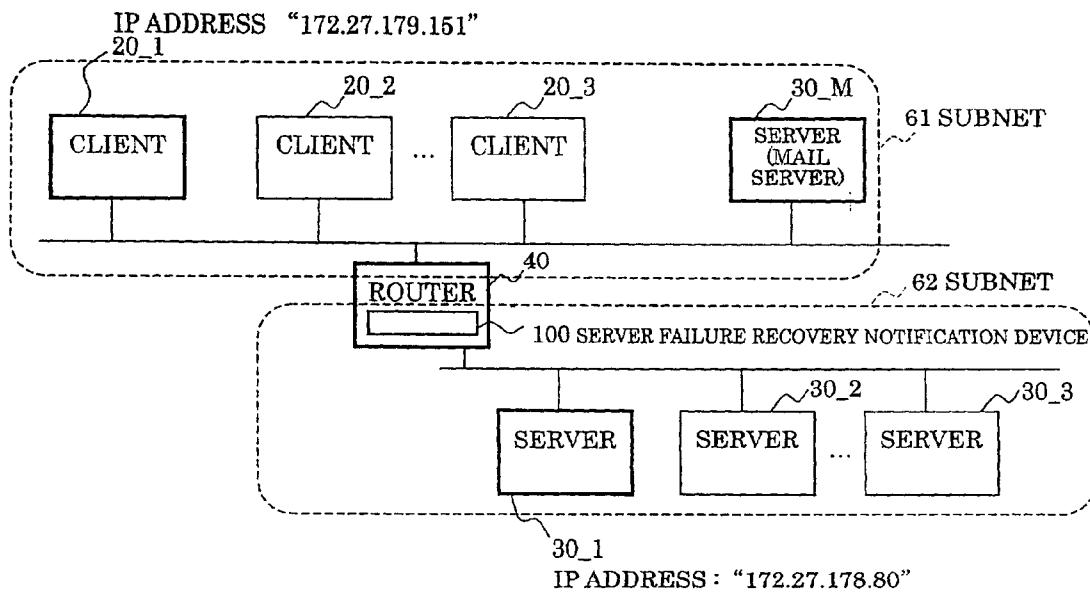 IP ADDRESS “172.27.179.151”
20_1
20_2
20_3
30_M
61 SUBNET
CLIENT
CLIENT
...
CLIENT
SERVER
(MAIL
SERVER)
40
62 SUBNET
ROUTER
100 SERVER FAILURE RECOVERY NOTIFICATION DEVICE
30_2
30_3
SERVER
SERVER
...
SERVER
30_1
IP ADDRESS : “172.27.178.80”